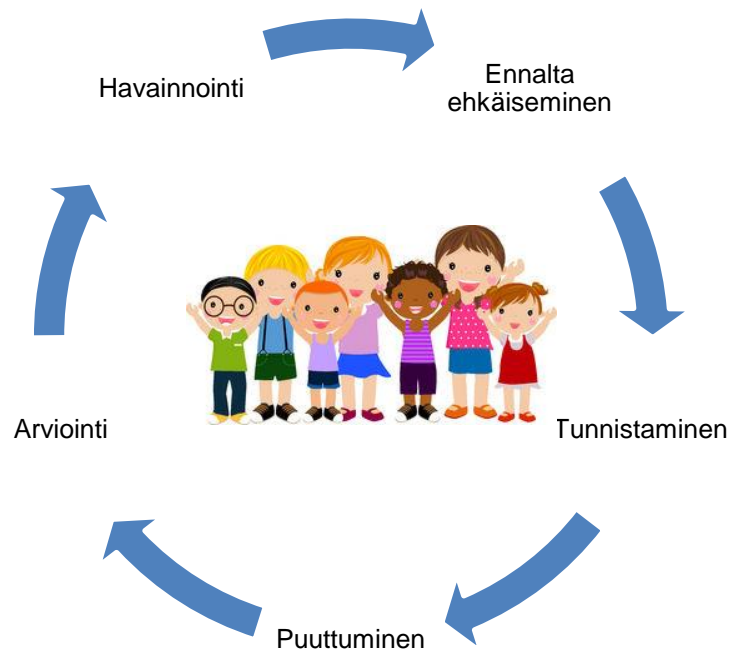 Havainnointi
Ennalta
ehkäiseminen
Tunnistaminen
Puuttuminen
Arviointi